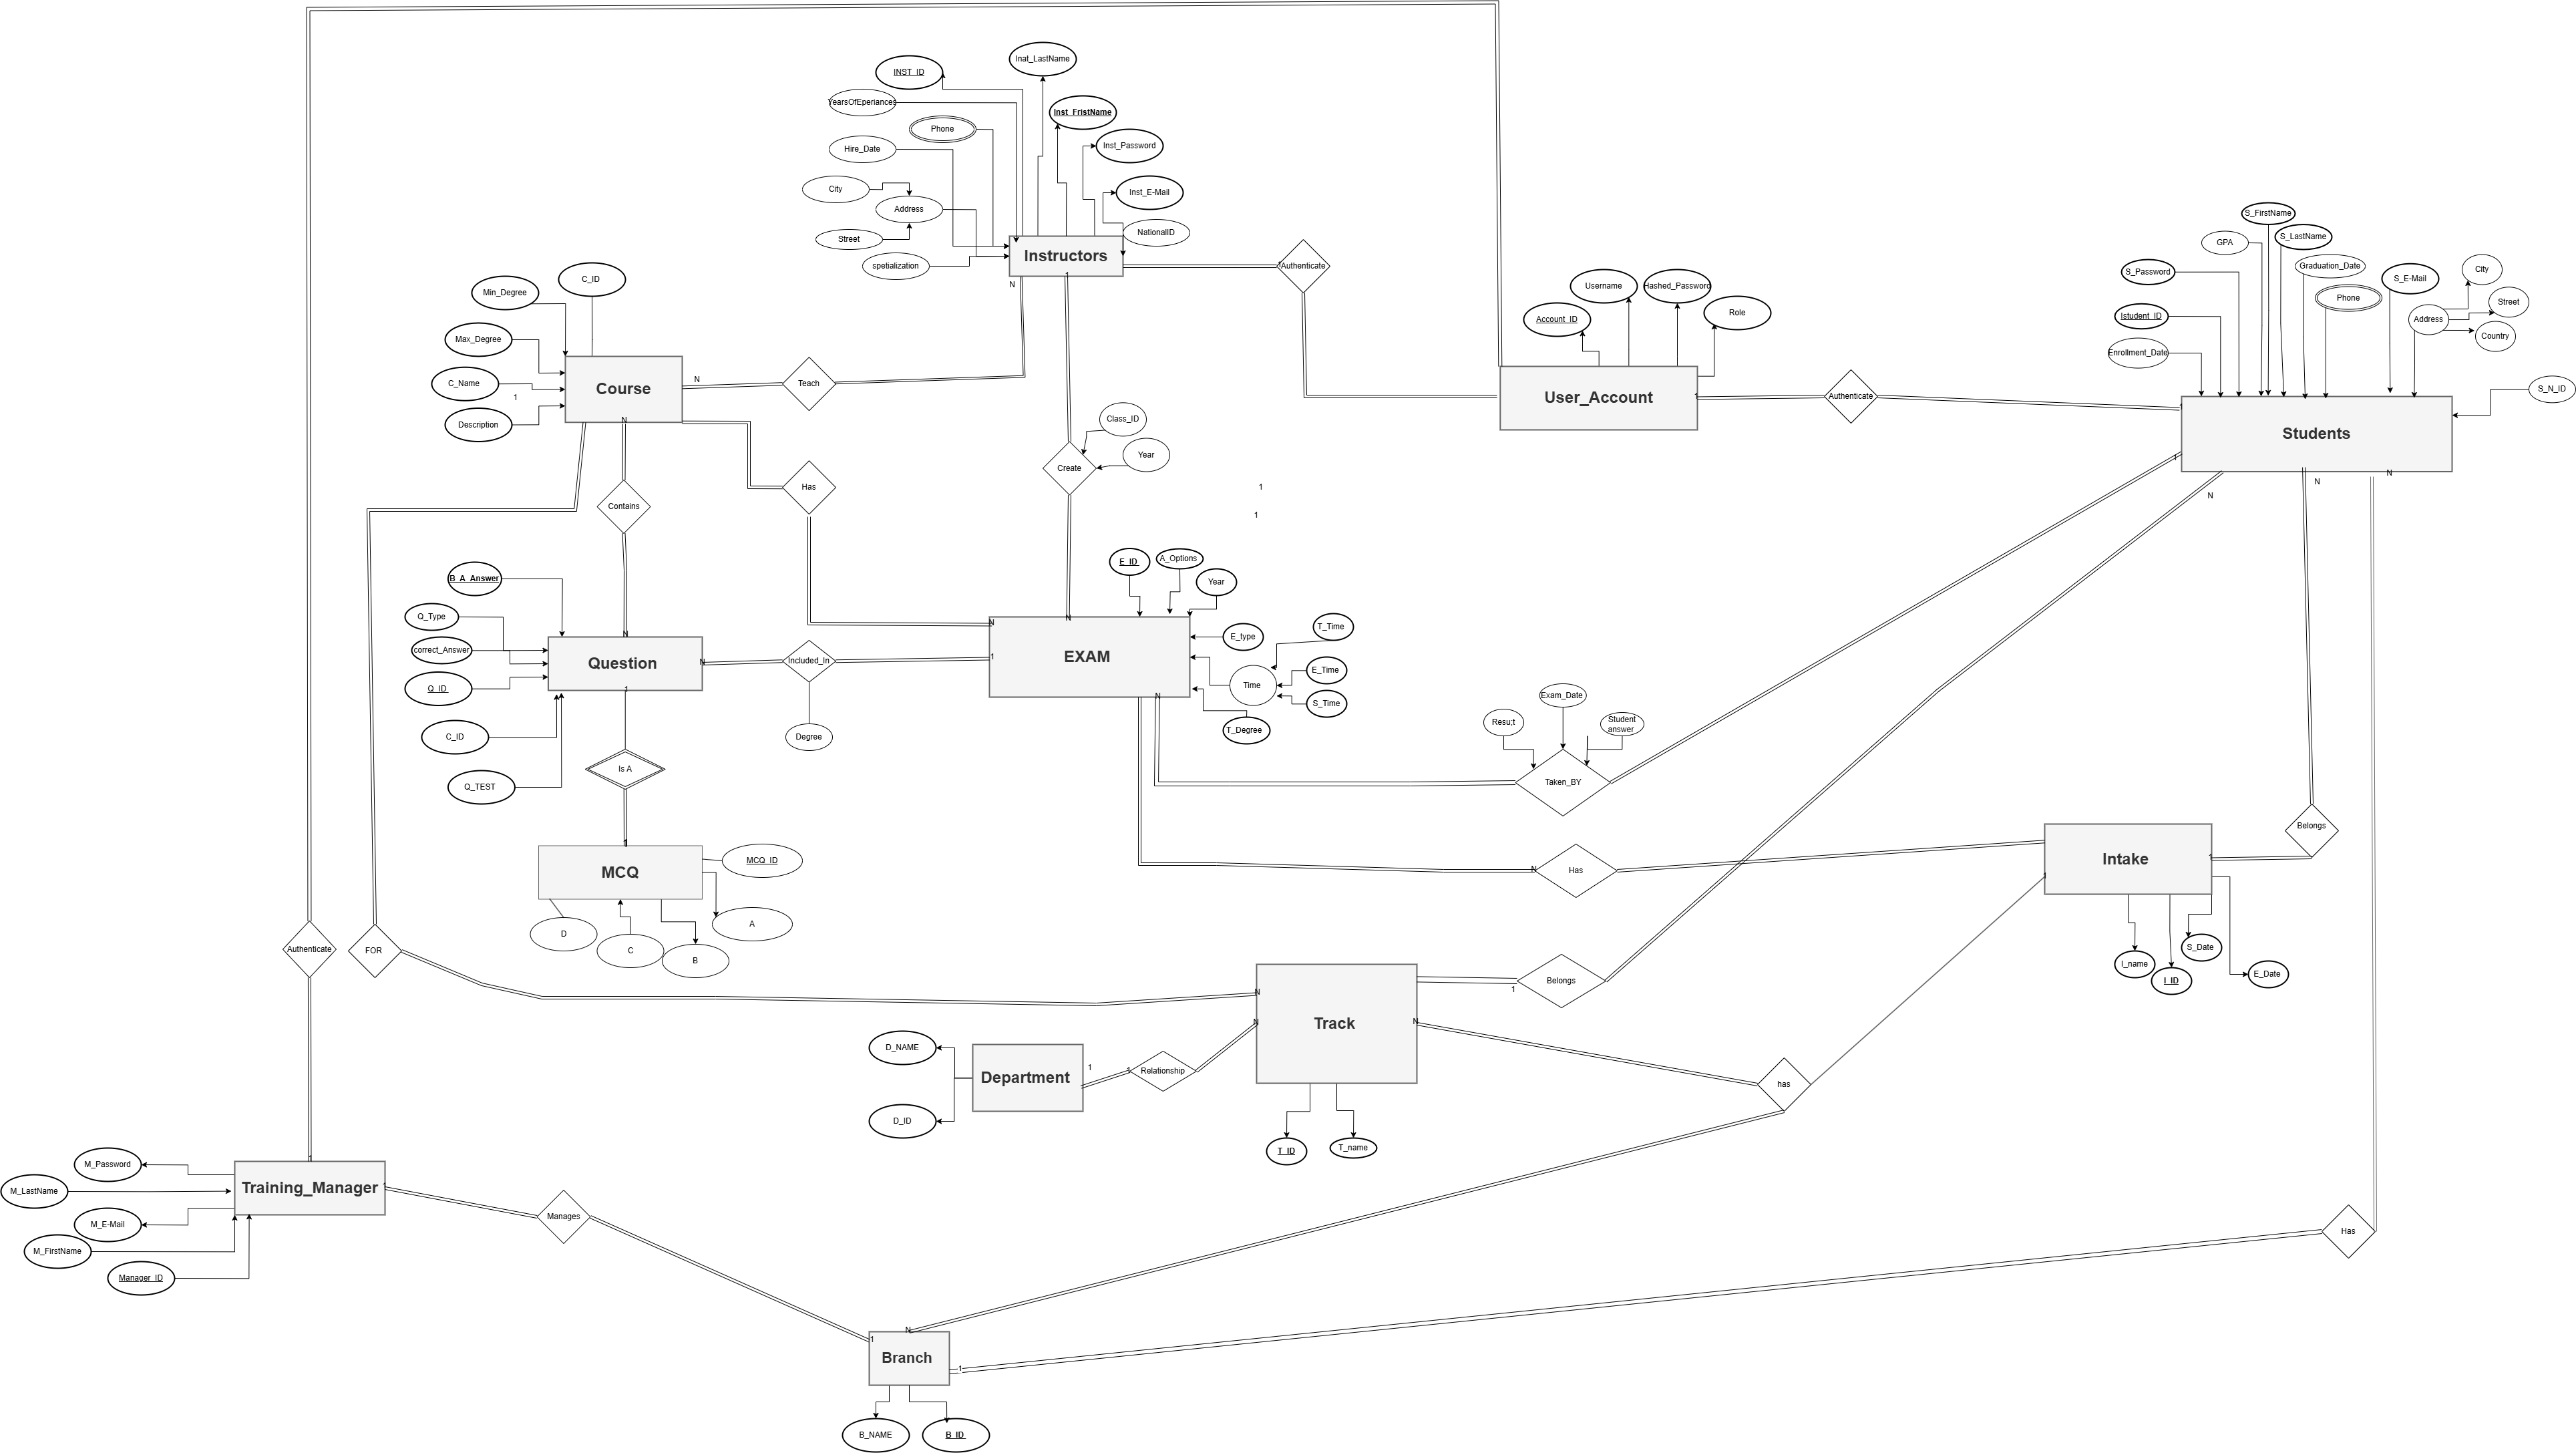 Inat_LastName
INST_ID
YearsOfEperiances
Inst_FristName
Phone
Inst_Password
Hire_Date
City
Inst_E-Mail
Address
Street
NationalID
spetialization
Instructors
1
N
1
Authenticate
S_FirstName
GPA
S_LastName
Graduation_Date
S_Password
S_E-Mail
City
Phone
Street
Istudent_ID
Address
Country
Enrollment_Date
S_N_ID
1
Students
1
N
N
N
Username
Hashed_Password
Account_ID
Role
User_Account
1
Authenticate
C_ID
Min_Degree
Max_Degree
C_Name
1
Description
Course
N
N
Teach
Class_ID
Year
Create
Has
Contains
1
1
E_ID
A_Options
Year
T_Time
E_type
E_Time
Time
S_Time
T_Degree
N
N
EXAM
1
N
B_A_Answer
Q_Type
correct_Answer
Q_ID
C_ID
Q_TEST
N
Question
N
1
Included_In
Degree
Is A
1
MCQ
MCQ_ID
A
B
C
D
Exam_Date
Resu;t
Student
answer
Taken_BY
N
Has
Intake
1
1
Belongs
I_name
I_ID
S_Date
E_Date
Authenticate
FOR
N
N
Track
N
1
Belongs
T_ID
T_name
D_NAME
D_ID
Department
1
1
Relationship
has
1
M_Password
M_LastName
M_E-Mail
M_FirstName
Manager_ID
Training_Manager
1
Manages
Has
N
1
Branch
1
B_NAME
B_ID